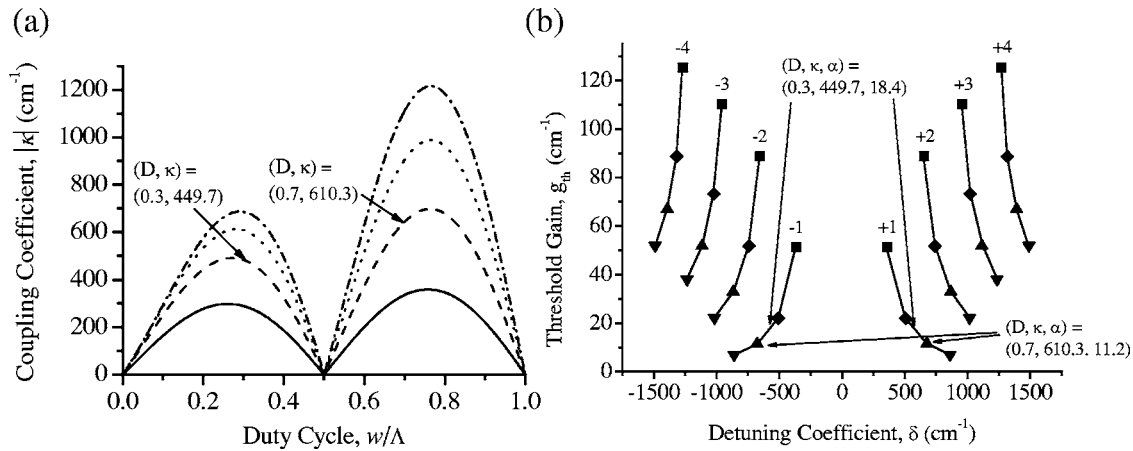 (a)
Coupling Coefficient, |κ| (cm⁻¹)
1200
1000
800
600
400
200
0
(D, κ) =
(0.3, 449.7)
(D, κ) =
(0.7, 610.3)
0.0 0.2 0.4 0.6 0.8 1.0
Duty Cycle, w/Λ
(b)
Threshold Gain, gth (cm⁻¹)
120
100
80
60
40
20
0
-4
-3
-2
-1
+1
+2
+3
+4
(D, κ, α) =
(0.3, 449.7, 18.4)
(D, κ, α) =
(0.7, 610.3. 11.2)
-1500 -1000 -500 0 500 1000 1500
Detuning Coefficient, δ (cm⁻¹)